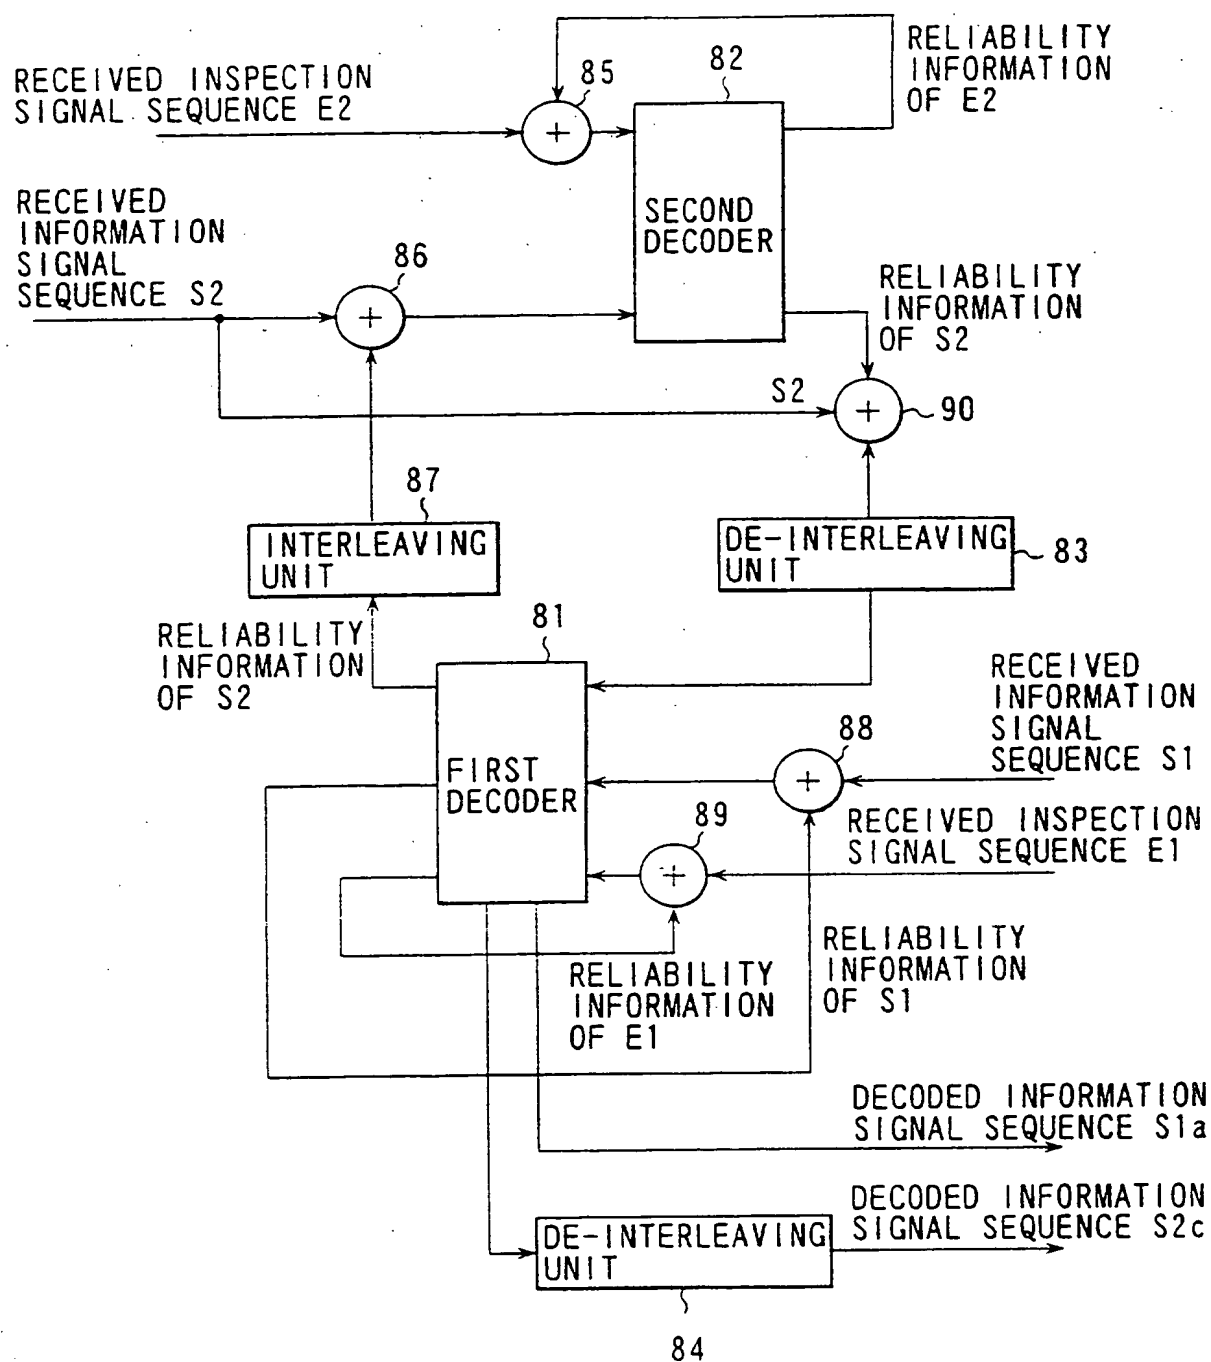 RELIABILITY
INFORMATION
OF E2
85
82
RECEIVED INSPECTION
SIGNAL SEQUENCE E2
+
RECEIVED
INFORMATION
SIGNAL
SEQUENCE S2
SECOND
DECODER
86
+
RELIABILITY
INFORMATION
OF S2
S2
+
90
87
INTERLEAVING
UNIT
DE-INTERLEAVING
UNIT
83
81
RELIABILITY
INFORMATION
OF S2
RECEIVED
INFORMATION
SIGNAL
SEQUENCE S1
88
+
FIRST
DECODER
89
+
RECEIVED INSPECTION
SIGNAL SEQUENCE E1
RELIABILITY
INFORMATION
OF S1
RELIABILITY
INFORMATION
OF E1
DECODED INFORMATION
SIGNAL SEQUENCE S1a
DECODED INFORMATION
SIGNAL SEQUENCE S2c
DE-INTERLEAVING
UNIT
84